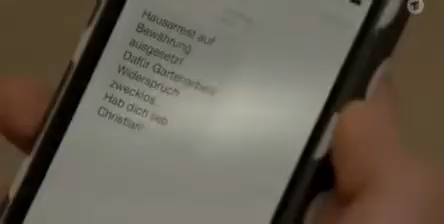 Hausarrest auf
Bewährung
ausgesetzt
Dafür Gartenarbeit
Widerspruch
zwecklos.
Hab dich lieb
Christian